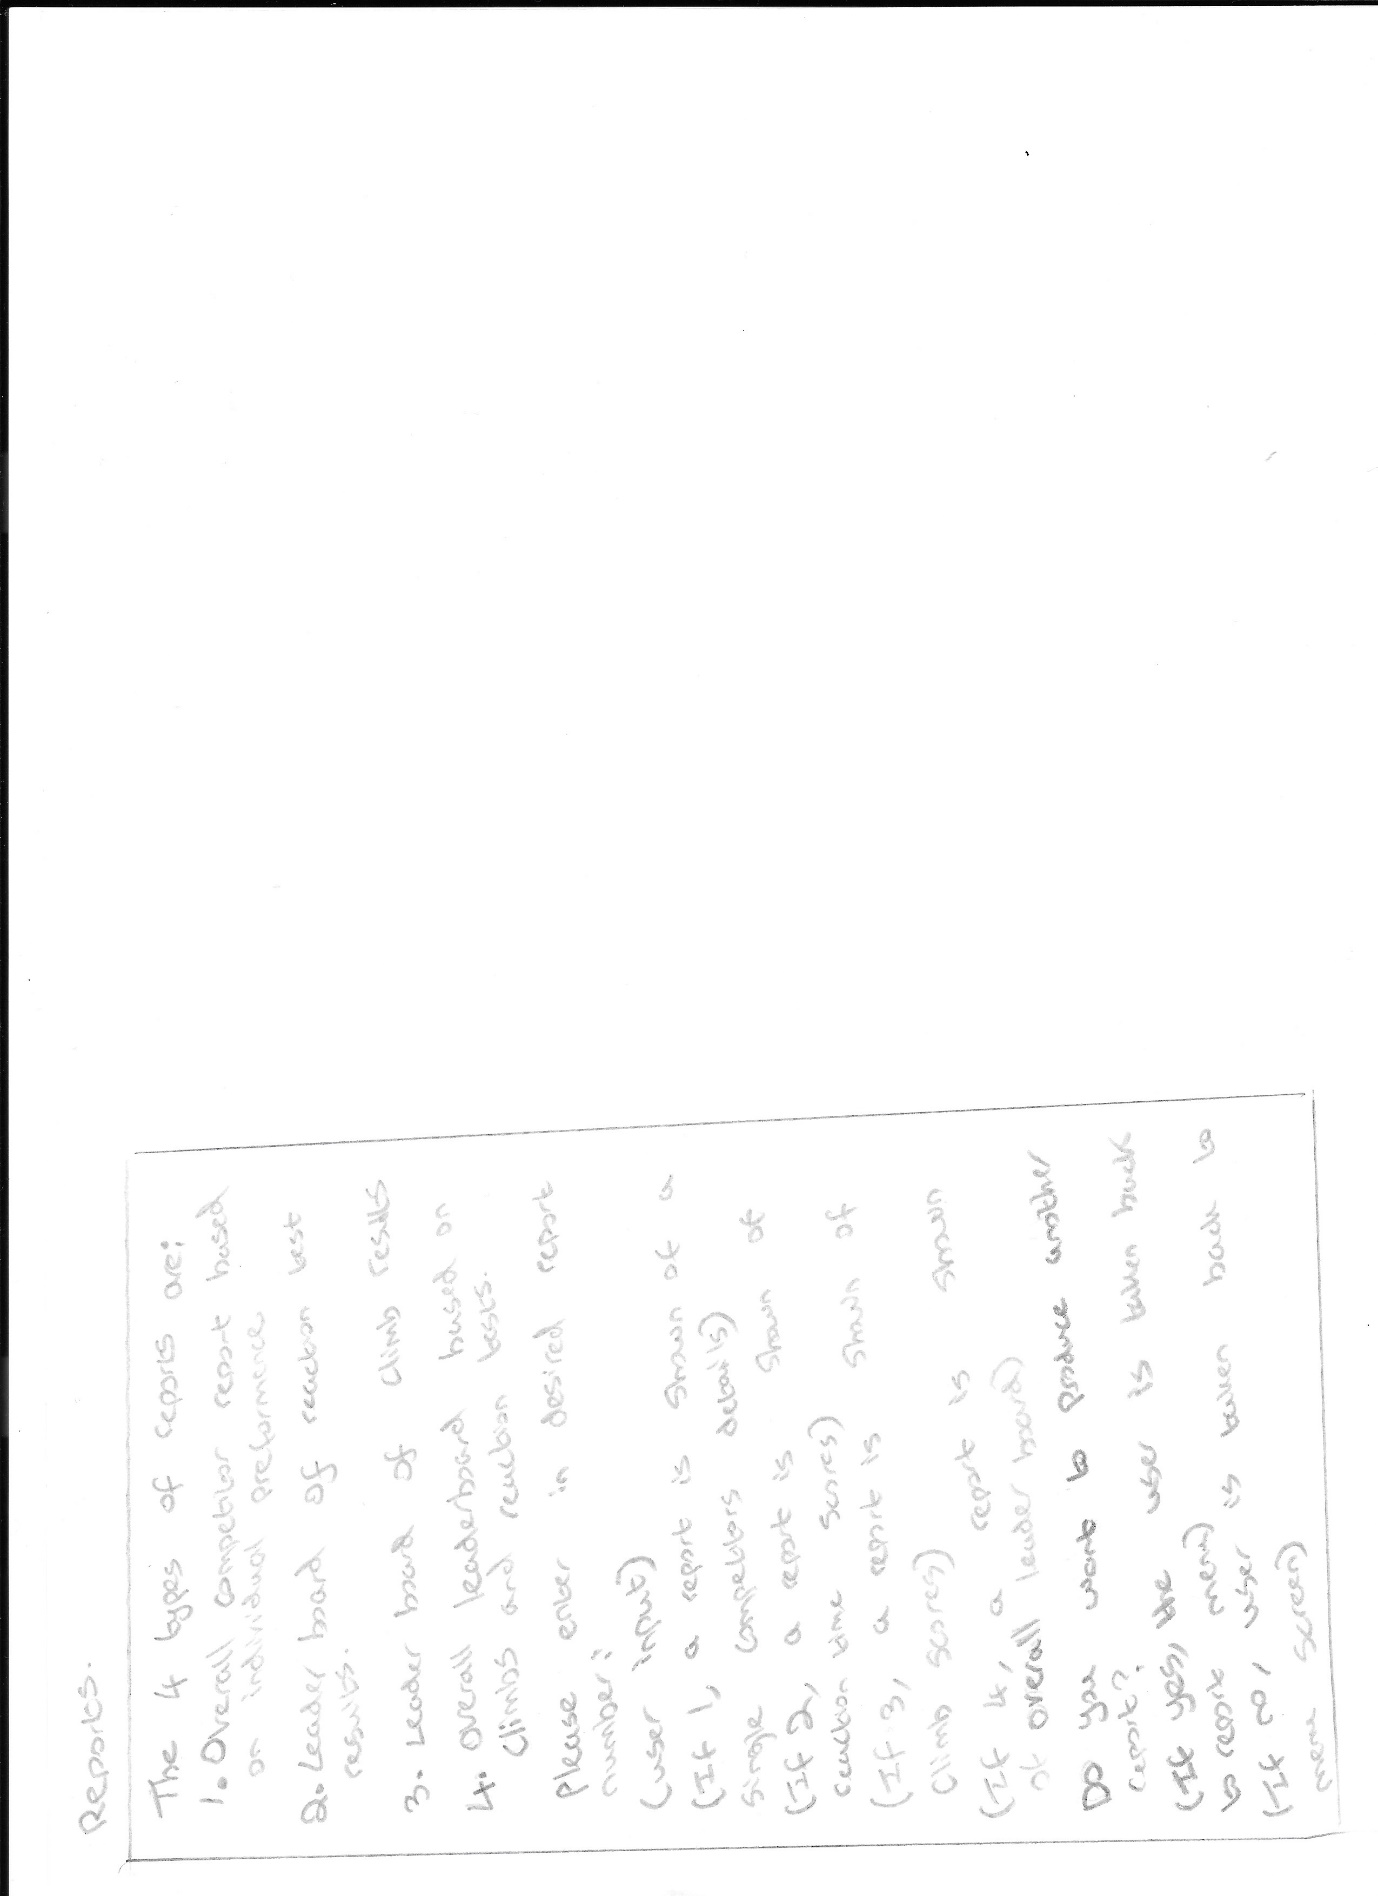 Reports.
The 4 types of reports are:
1. Overall competitor report based
on individual preformance
2. Leader board of reaction test
results.
3. Leader board of climb results
4. overall leaderboard based on
climbs and reaction tests.
please enter in desired report
number:
(user input)
(If 1, a report is shown of a
single competitors details)
(If 2, a report is shown of
reaction time scores)
(If 3, a report is shown of
climb scores)
(If 4, a report is shown
of overall leader board)
Do you want to produce another
report?
(If yes, the user is taken back
to report menu)
(If no, user is taken back to
menu screen)